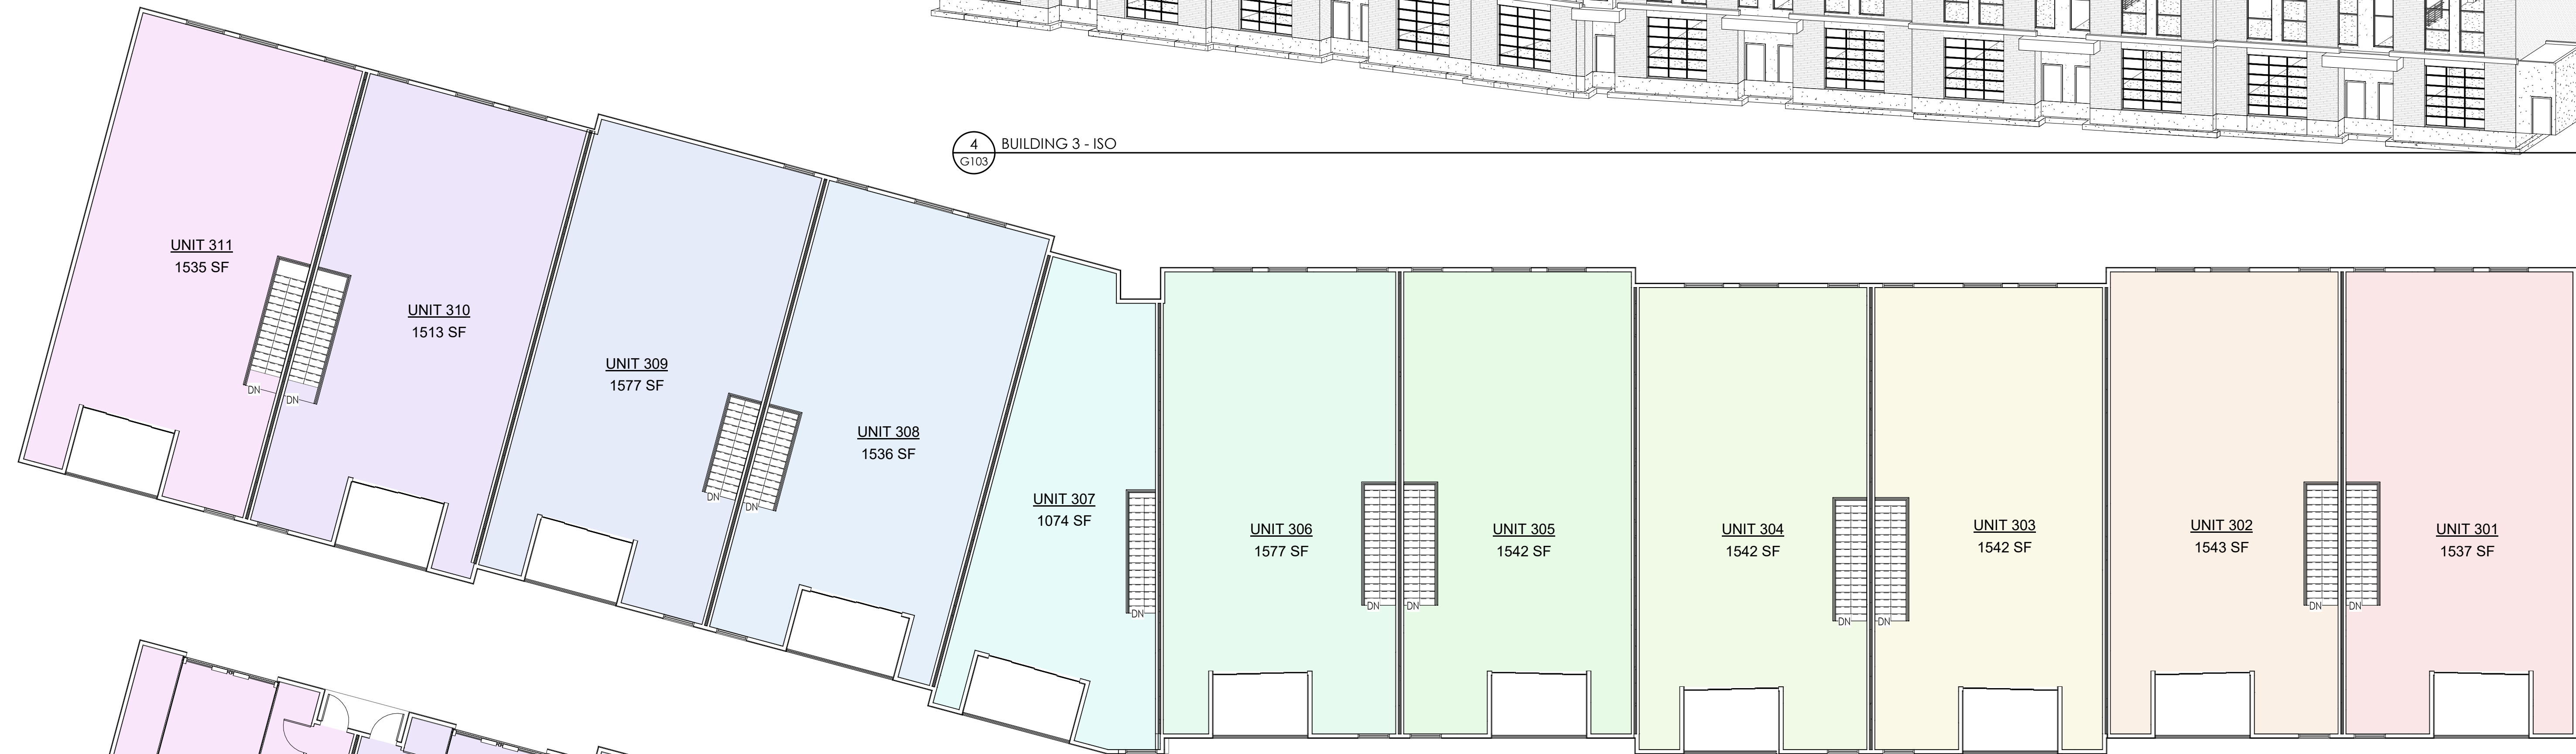 4
G103
BUILDING 3 - ISO
UNIT 311
1535 SF
UNIT 310
1513 SF
UNIT 309
1577 SF
UNIT 308
1536 SF
UNIT 307
1074 SF
UNIT 306
1577 SF
UNIT 305
1542 SF
UNIT 304
1542 SF
UNIT 303
1542 SF
UNIT 302
1543 SF
UNIT 301
1537 SF
DN
DN
DN
DN
DN
DN
DN
DN
DN
DN
DN